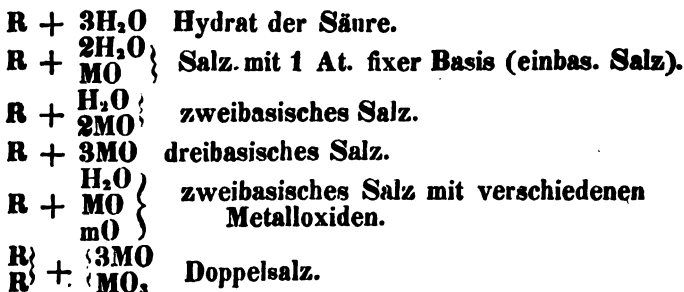 R + 3H₂O Hydrat der Säure.
R + 2H₂O
MO } Salz mit 1 At. fixer Basis (einbas. Salz).
R + H₂O
2MO } zweibasisches Salz.
R + 3MO dreibasisches Salz.
H₂O
R + MO } zweibasisches Salz mit verschiedenen
mO Metalloxiden.
R} {3MO
R} + {MO₃ Doppelsalz.